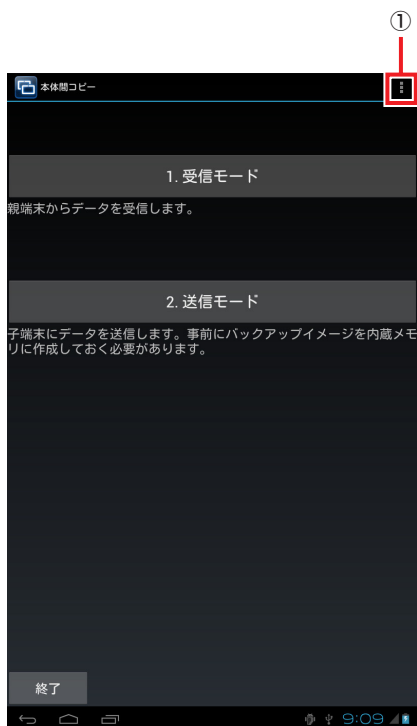 ①
本体間コピー
1. 受信モード
親端末からデータを受信します。
2. 送信モード
子端末にデータを送信します。事前にバックアップイメージを内蔵メモ
リに作成しておく必要があります。
終了
9:09